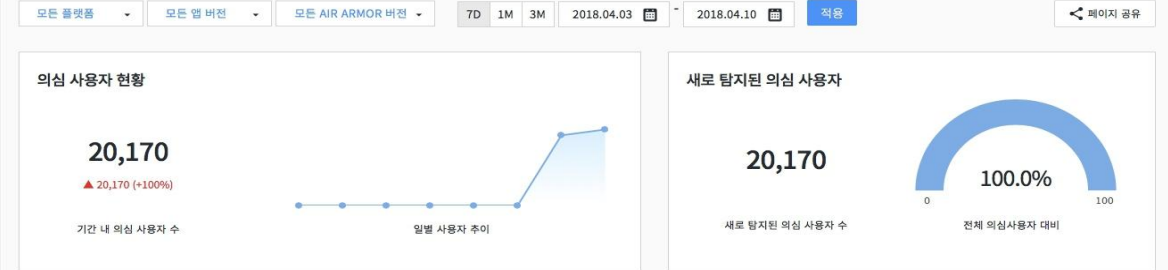 모든 플랫폼 모든 앱 버전 모든 AIR ARMOR 버전 7D 1M 3M 2018.04.03 - 2018.04.10 적용 페이지 공유
의심 사용자 현황
20,170
▲ 20,170 (+100%)
기간 내 의심 사용자 수
일별 사용자 추이
새로 탐지된 의심 사용자
20,170
새로 탐지된 의심 사용자 수
100.0%
0 100
전체 의심사용자 대비